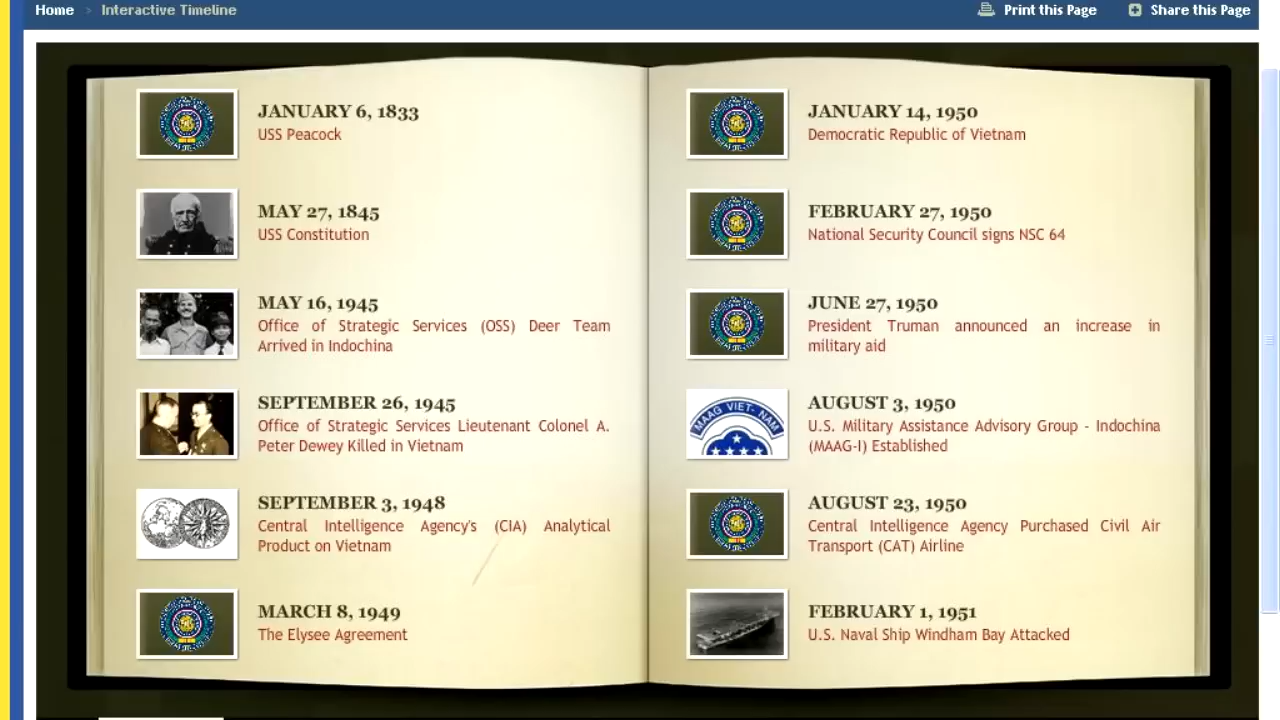 Home > Interactive Timeline
Print this Page
Share this Page
JANUARY 6, 1833
USS Peacock
MAY 27, 1845
USS Constitution
MAY 16, 1945
Office of Strategic Services (OSS) Deer Team
Arrived in Indochina
SEPTEMBER 26, 1945
Office of Strategic Services Lieutenant Colonel A.
Peter Dewey Killed in Vietnam
SEPTEMBER 3, 1948
Central Intelligence Agency's (CIA) Analytical
Product on Vietnam
MARCH 8, 1949
The Elysee Agreement
JANUARY 14, 1950
Democratic Republic of Vietnam
FEBRUARY 27, 1950
National Security Council signs NSC 64
JUNE 27, 1950
President Truman announced an increase in
military aid
MAAG VIET-NAM
AUGUST 3, 1950
U.S. Military Assistance Advisory Group - Indochina
(MAAG-I) Established
AUGUST 23, 1950
Central Intelligence Agency Purchased Civil Air
Transport (CAT) Airline
FEBRUARY 1, 1951
U.S. Naval Ship Windham Bay Attacked